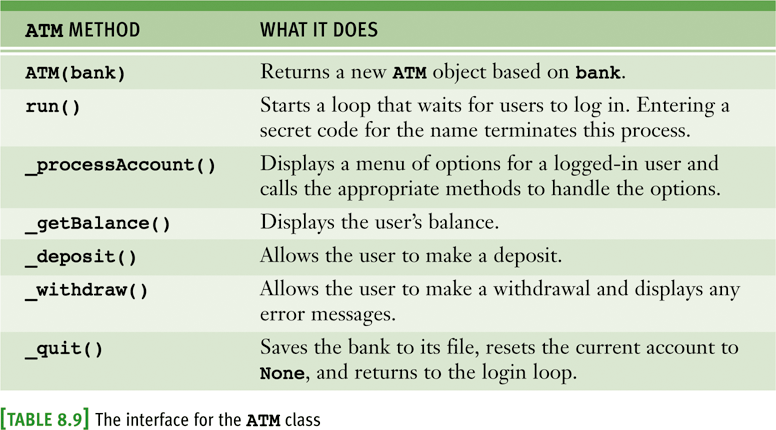 ATM METHOD WHAT IT DOES
ATM(bank) Returns a new ATM object based on bank.
run() Starts a loop that waits for users to log in. Entering a
secret code for the name terminates this process.
_processAccount() Displays a menu of options for a logged-in user and
calls the appropriate methods to handle the options.
_getBalance() Displays the user's balance.
_deposit() Allows the user to make a deposit.
_withdraw() Allows the user to make a withdrawal and displays any
error messages.
_quit() Saves the bank to its file, resets the current account to
None, and returns to the login loop.
[TABLE 8.9] The interface for the ATM class